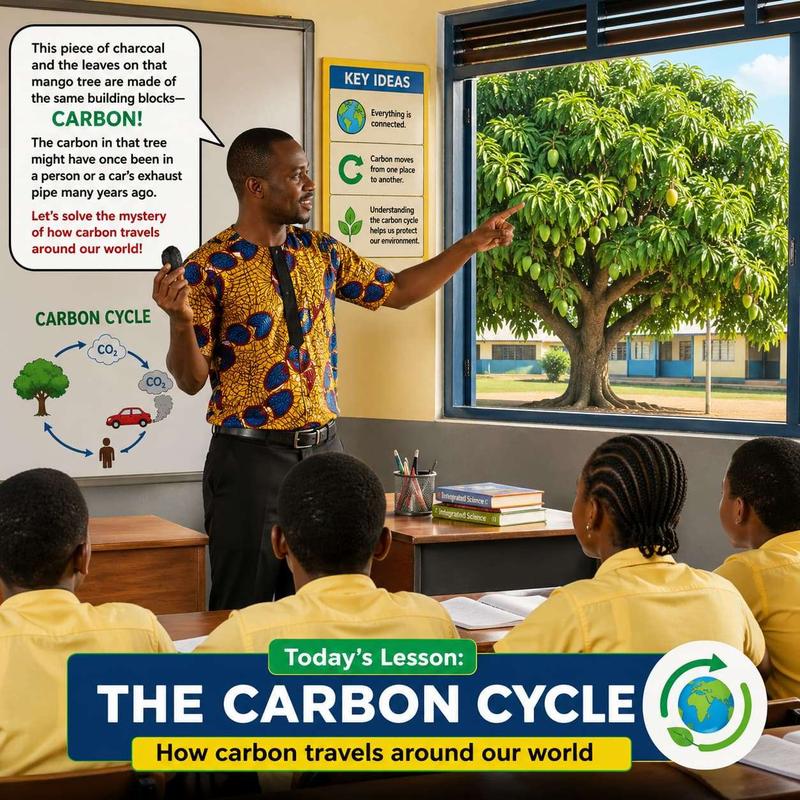 This piece of charcoal
and the leaves on that
mango tree are made of
the same building blocks—
CARBON!
The carbon in that tree
might have once been in
a person or a car's exhaust
pipe many years ago.
Let's solve the mystery
of how carbon travels
around our world!
KEY IDEAS
Everything is
connected.
Carbon moves
from one place
to another.
Understanding
the carbon cycle
helps us protect
our environment.
CARBON CYCLE
CO₂
CO₂
Integrated Science
Integrated Science
Today's Lesson:
THE CARBON CYCLE
How carbon travels around our world